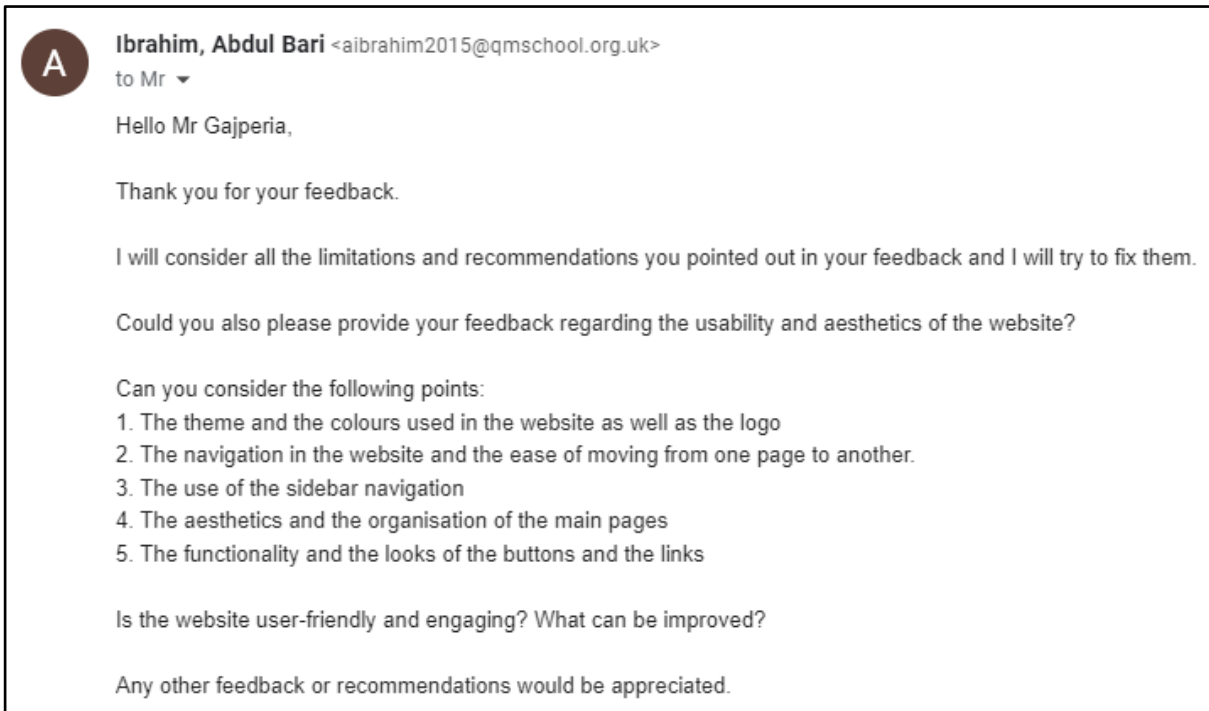 A
Ibrahim, Abdul Bari <aibrahim2015@qmschool.org.uk>
to Mr
Hello Mr Gajperia,
Thank you for your feedback.
I will consider all the limitations and recommendations you pointed out in your feedback and I will try to fix them.
Could you also please provide your feedback regarding the usability and aesthetics of the website?
Can you consider the following points:
1. The theme and the colours used in the website as well as the logo
2. The navigation in the website and the ease of moving from one page to another.
3. The use of the sidebar navigation
4. The aesthetics and the organisation of the main pages
5. The functionality and the looks of the buttons and the links
Is the website user-friendly and engaging? What can be improved?
Any other feedback or recommendations would be appreciated.